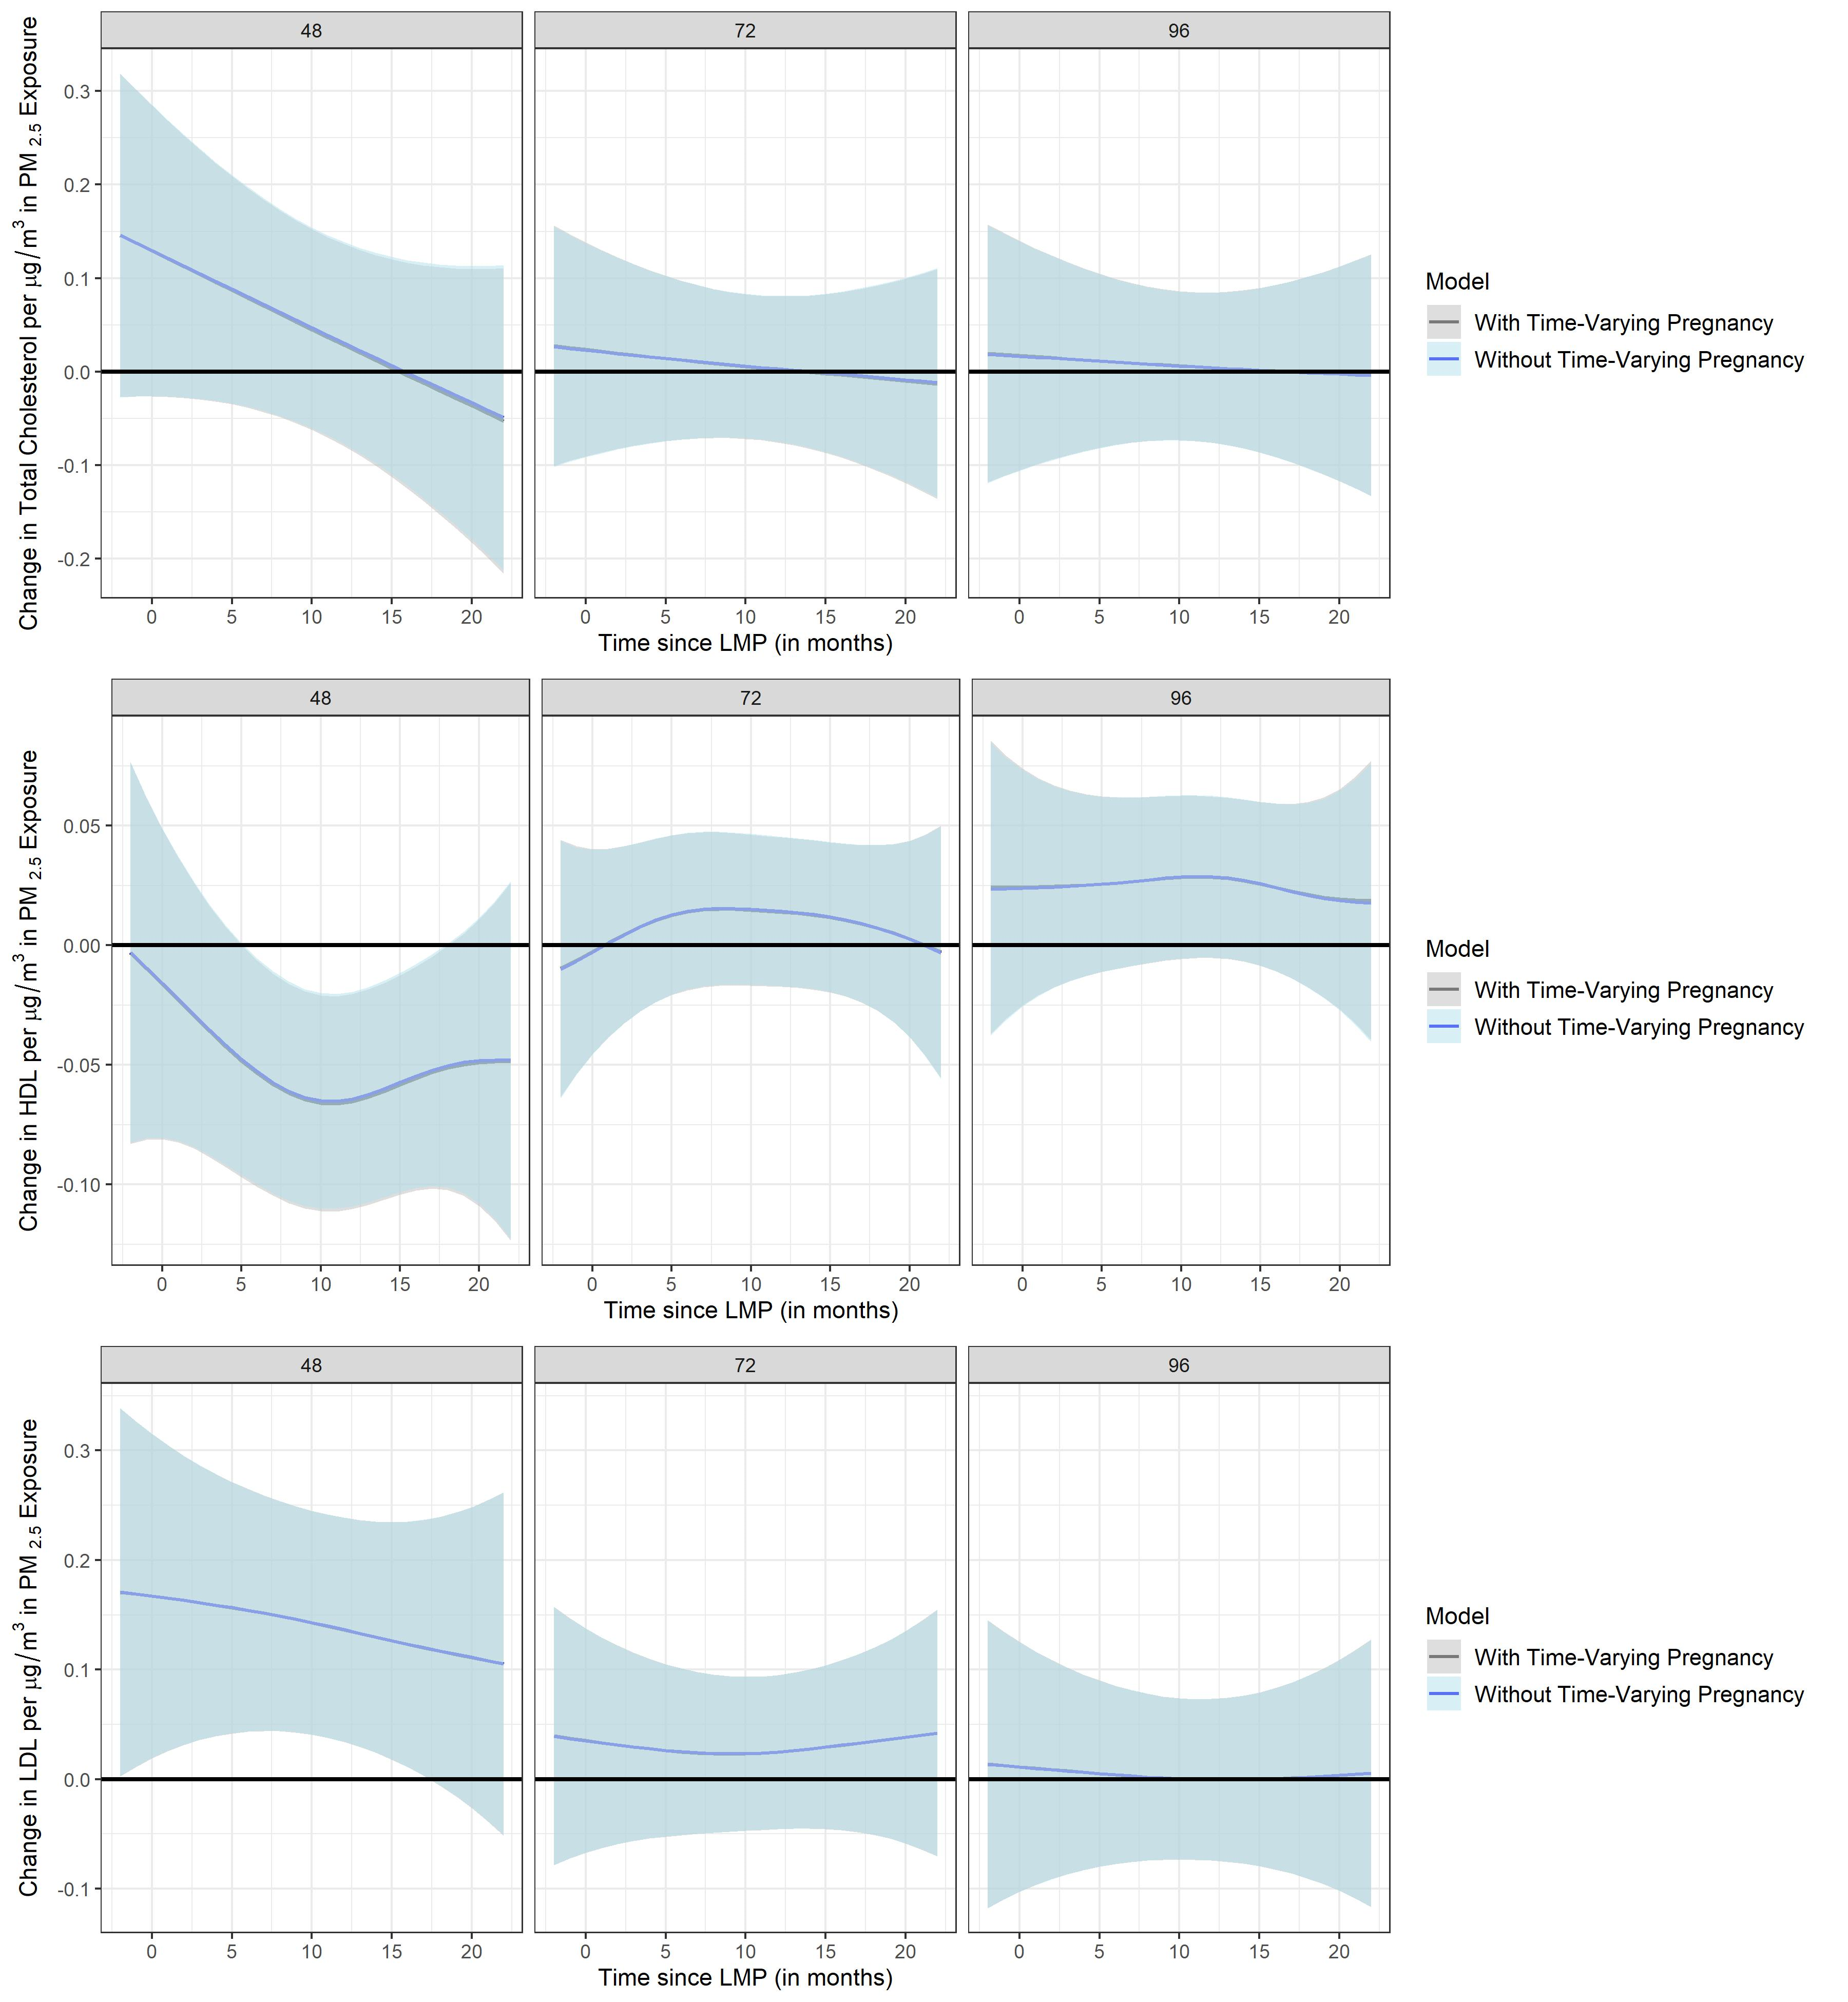 48 72 96
Change in Total Cholesterol per μg/m³ in PM 2.5 Exposure
0.3
0.2
0.1
0.0
-0.1
-0.2
0 5 10 15 20 0 5 10 15 20 0 5 10 15 20
Time since LMP (in months)
Model
With Time-Varying Pregnancy
Without Time-Varying Pregnancy
48 72 96
Change in HDL per μg/m³ in PM 2.5 Exposure
0.05
0.00
-0.05
-0.10
0 5 10 15 20 0 5 10 15 20 0 5 10 15 20
Time since LMP (in months)
Model
With Time-Varying Pregnancy
Without Time-Varying Pregnancy
48 72 96
Change in LDL per μg/m³ in PM 2.5 Exposure
0.3
0.2
0.1
0.0
-0.1
0 5 10 15 20 0 5 10 15 20 0 5 10 15 20
Time since LMP (in months)
Model
With Time-Varying Pregnancy
Without Time-Varying Pregnancy